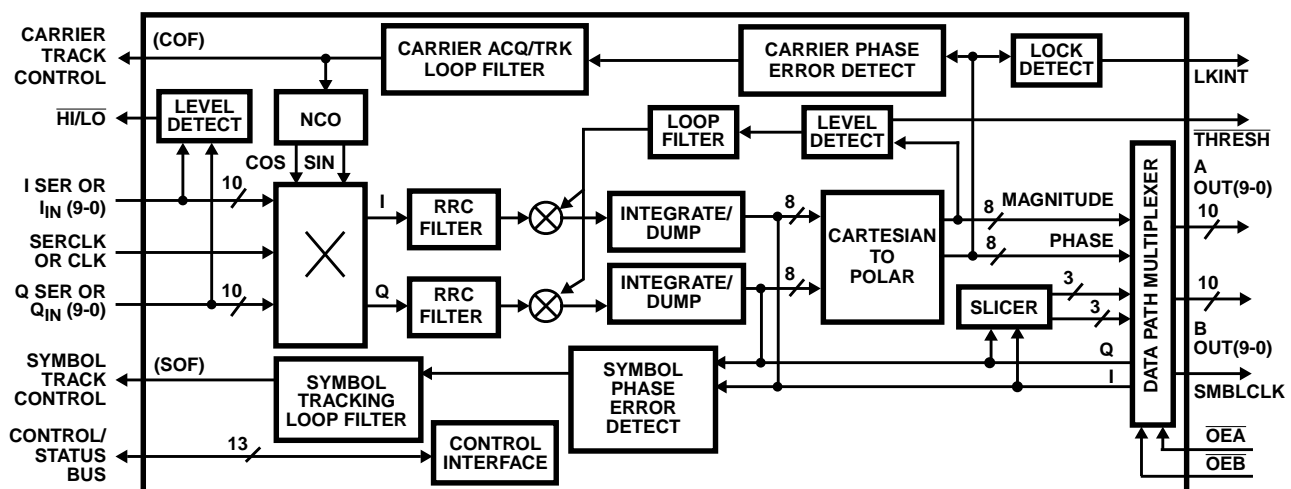 CARRIER
TRACK
CONTROL
(COF)
CARRIER ACQ/TRK
LOOP FILTER
CARRIER PHASE
ERROR DETECT
LOCK
DETECT
LKINT
HI/LO
LEVEL
DETECT
NCO
LOOP
FILTER
LEVEL
DETECT
THRESH
COS
SIN
I SER OR
IIN (9-0)
10
I
RRC
FILTER
INTEGRATE/
DUMP
8
CARTESIAN
TO
POLAR
MAGNITUDE
8
PHASE
8
DATA PATH MULTIPLEXER
A
OUT(9-0)
10
SERCLK
OR CLK
Q SER OR
QIN (9-0)
10
Q
RRC
FILTER
INTEGRATE/
DUMP
8
SLICER
3
3
10
B
OUT(9-0)
SYMBOL
TRACK
CONTROL
(SOF)
SYMBOL
TRACKING
LOOP FILTER
SYMBOL
PHASE
ERROR
DETECT
Q
I
SMBLCLK
CONTROL/
STATUS
BUS
13
CONTROL
INTERFACE
OEA
OEB